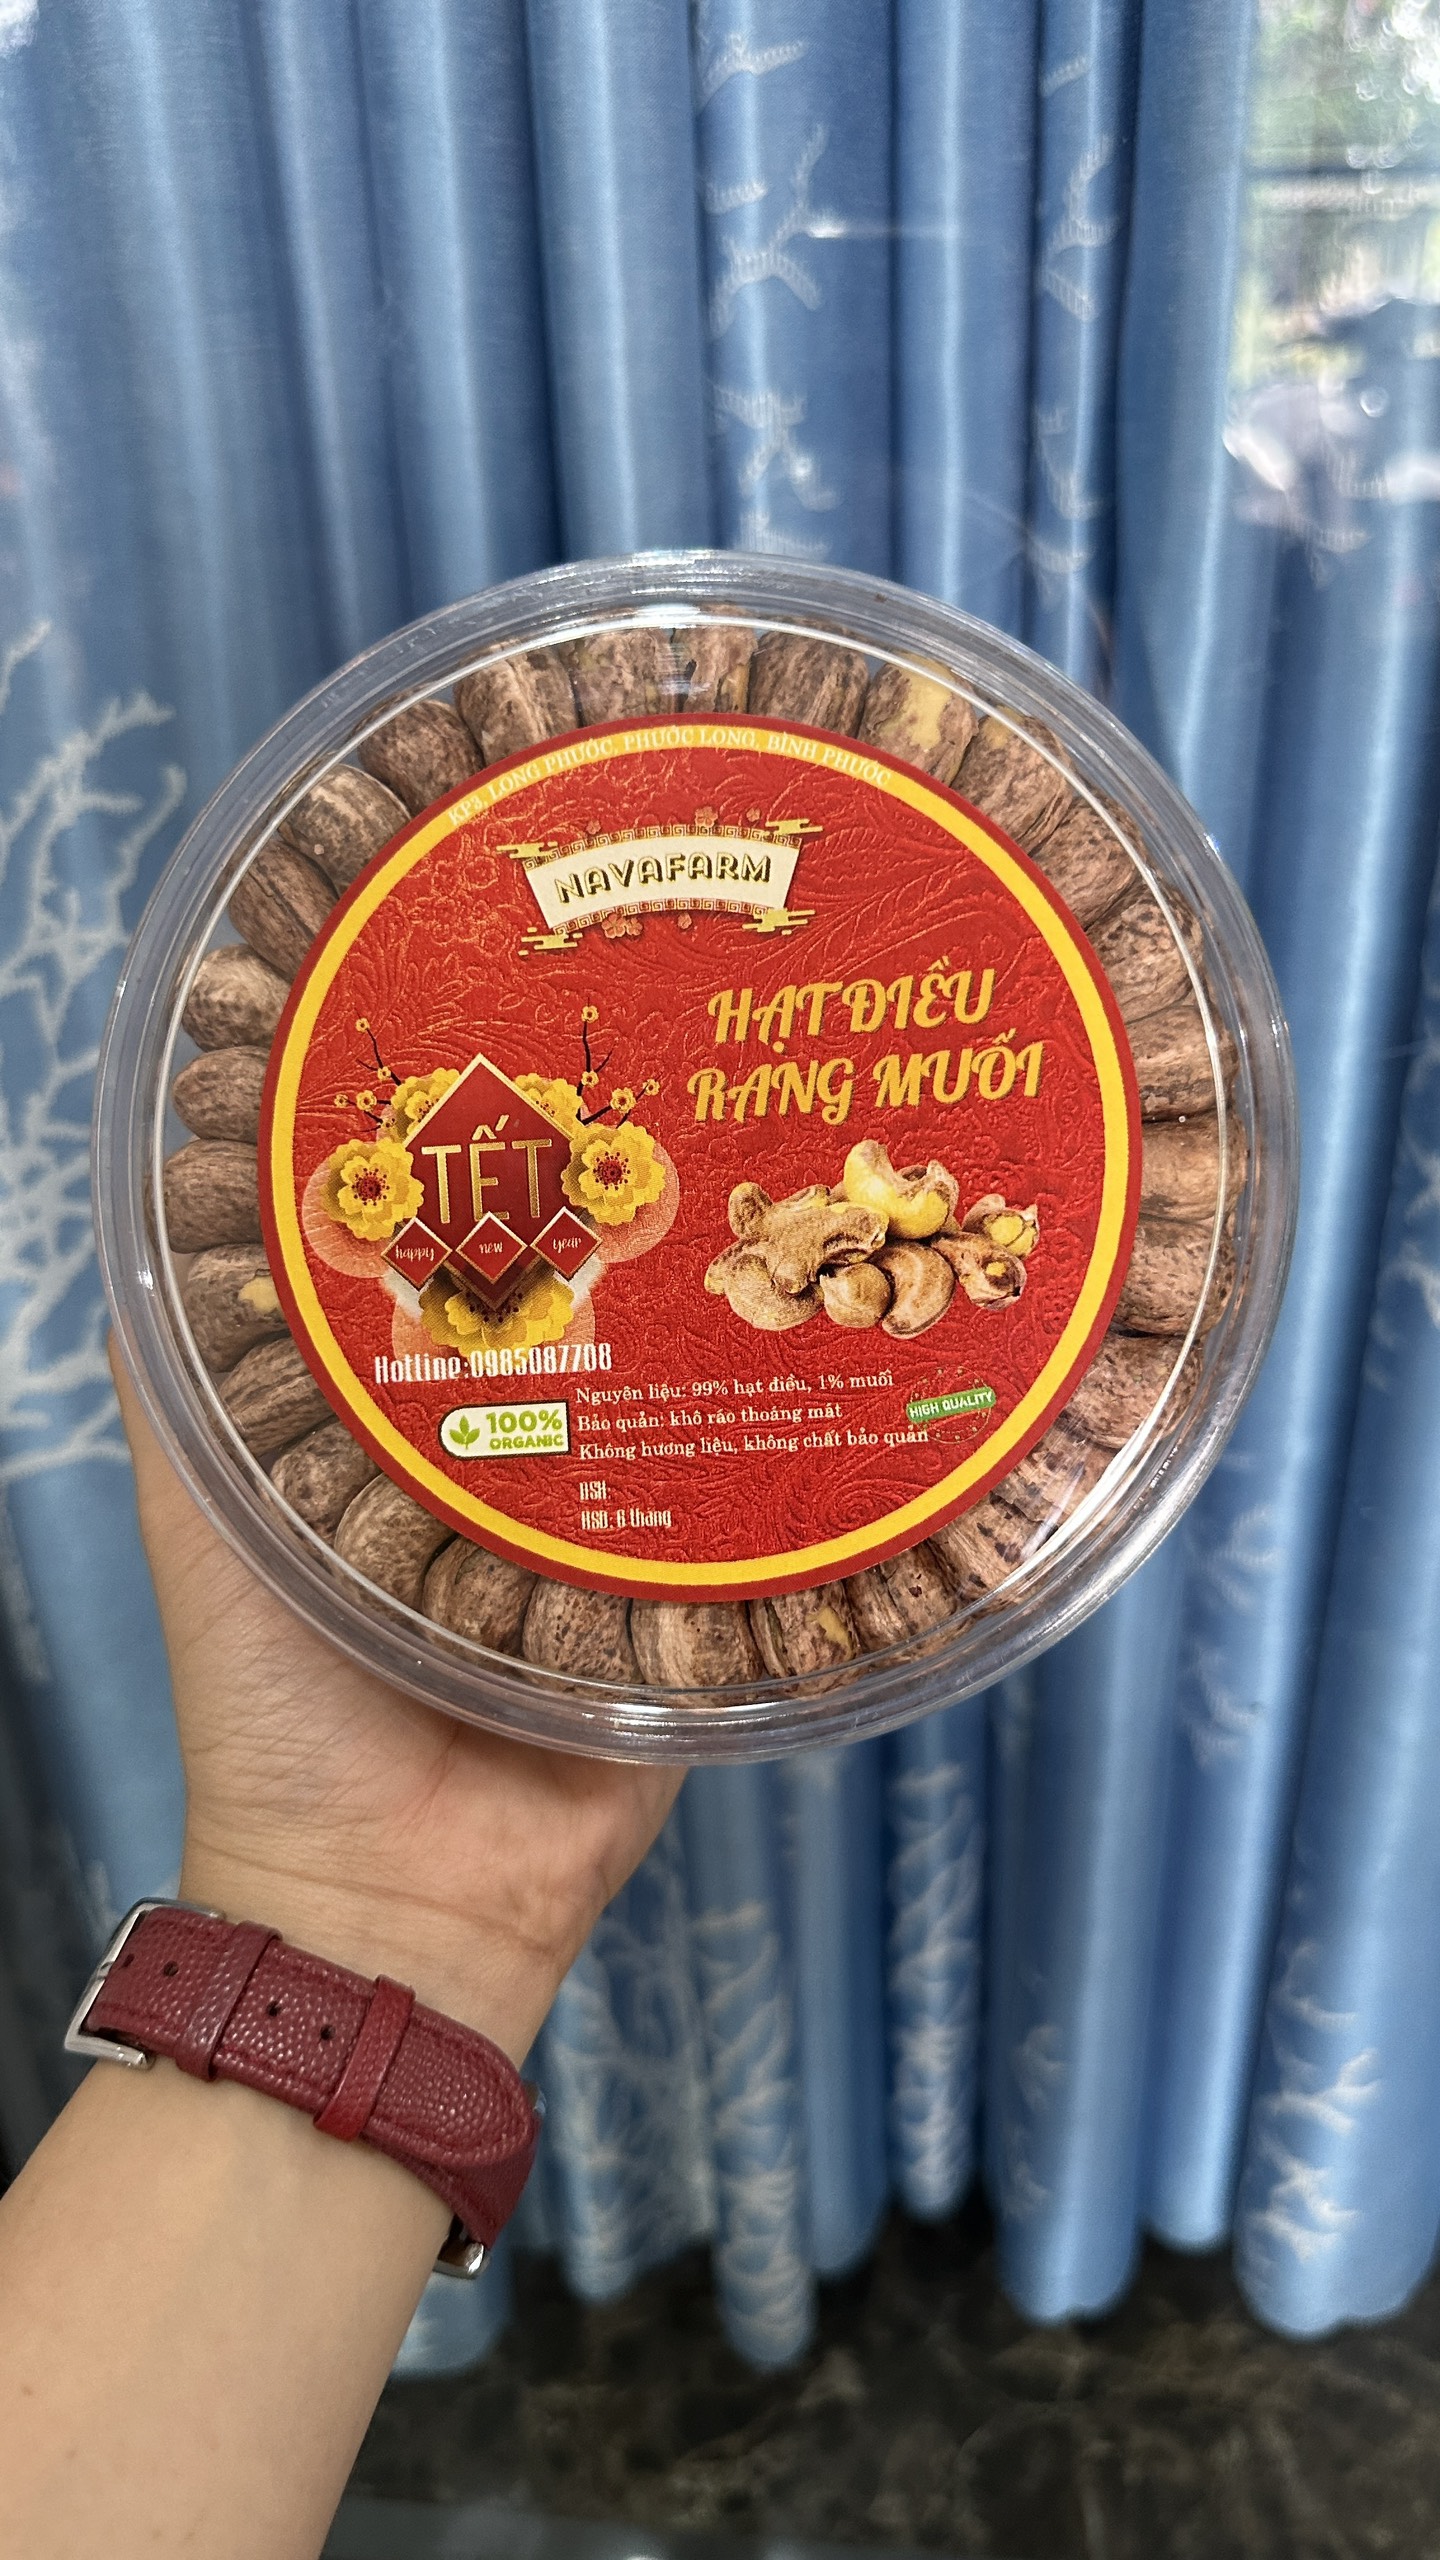 KP3, LONG PHƯỚC, PHƯỚC LONG, BÌNH PHƯỚC
NAVAFARM
HẠT ĐIỀU
RANG MUỐI
TẾT
happy new year
Hotline:0985087708
100%
ORGANIC
Nguyên liệu: 99% hạt điều, 1% muối
Bảo quản: khô ráo thoáng mát
Không hương liệu, không chất bảo quản
HIGH QUALITY
NSX:
HSD: 6 tháng